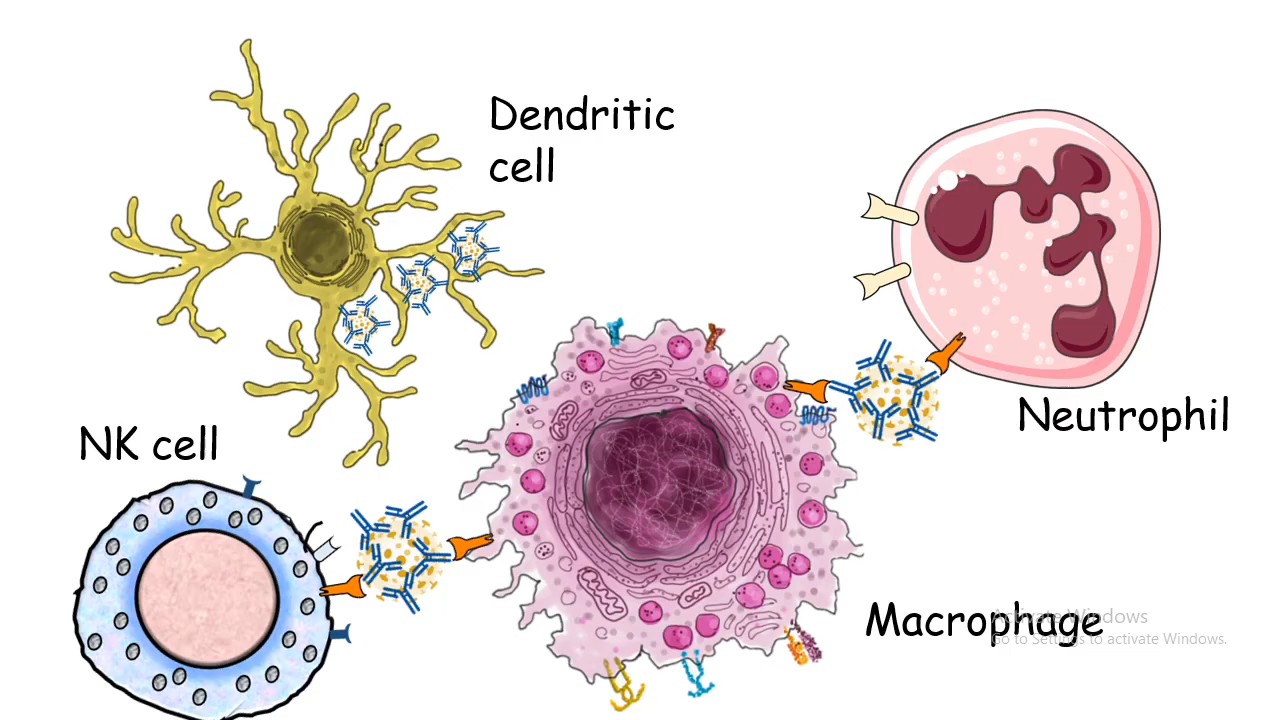 Dendritic
cell
NK cell
Neutrophil
Macrophage
Activate Windows
Go to Settings to activate Windows.